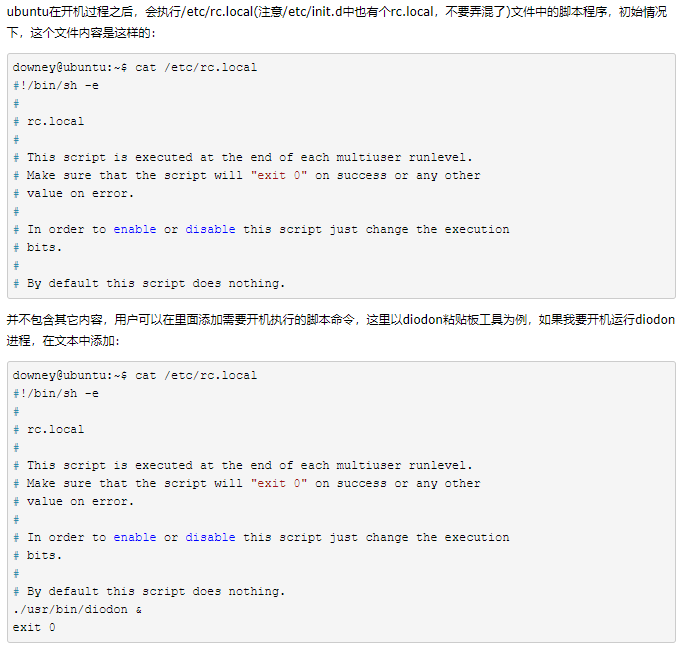 ubuntu在开机过程之后，会执行/etc/rc.local(注意/etc/init.d中也有个rc.local，不要弄混了)文件中的脚本程序，初始情况
下，这个文件内容是这样的：
downey@ubuntu:~$ cat /etc/rc.local
#!/bin/sh -e
#
# rc.local
#
# This script is executed at the end of each multiuser runlevel.
# Make sure that the script will "exit 0" on success or any other
# value on error.
#
# In order to enable or disable this script just change the execution
# bits.
#
# By default this script does nothing.
并不包含其它内容，用户可以在里面添加需要开机执行的脚本命令，这里以diodon粘贴板工具为例，如果我要开机运行diodon
进程，在文本中添加：
downey@ubuntu:~$ cat /etc/rc.local
#!/bin/sh -e
#
# rc.local
#
# This script is executed at the end of each multiuser runlevel.
# Make sure that the script will "exit 0" on success or any other
# value on error.
#
# In order to enable or disable this script just change the execution
# bits.
#
# By default this script does nothing.
./usr/bin/diodon &
exit 0